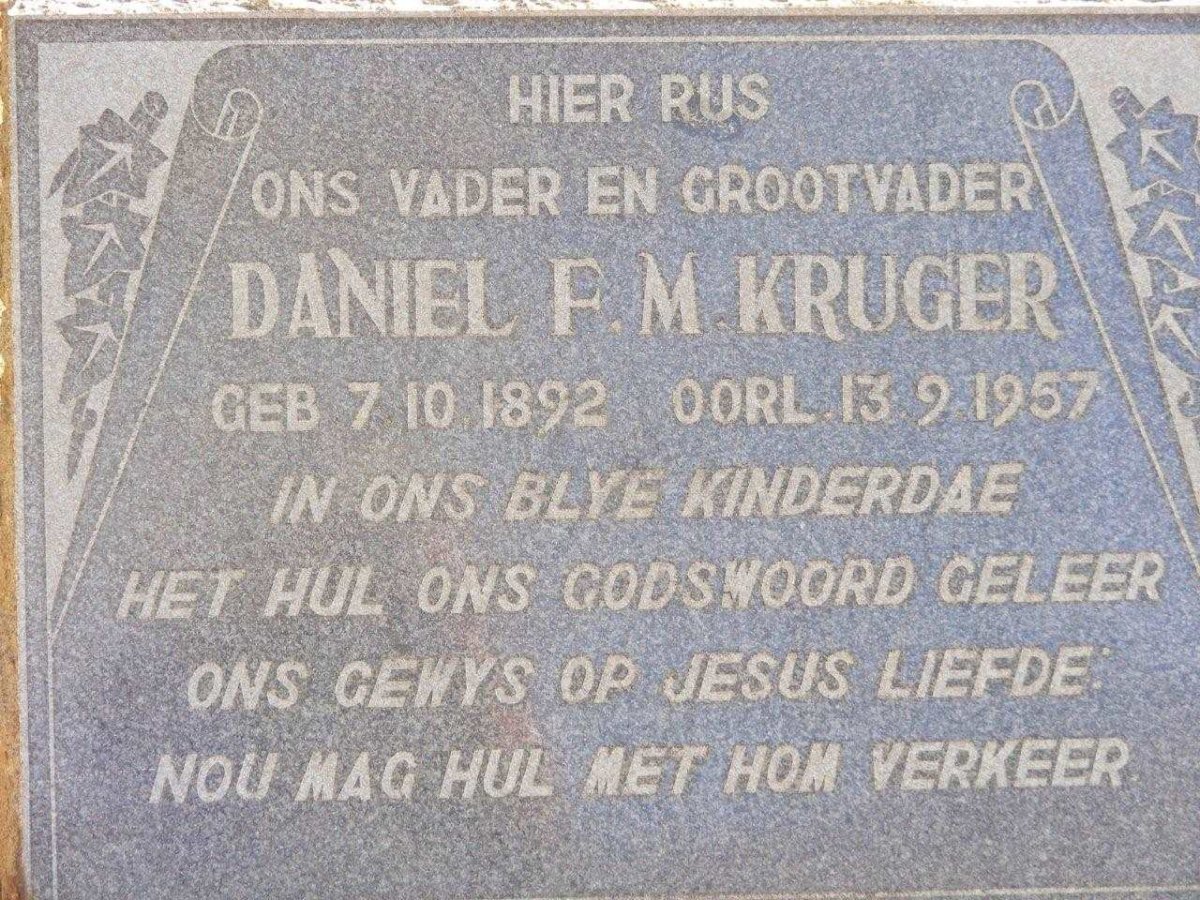 HIER RUS
ONS VADER EN GROOTVADER
DANIEL F. M. KRUGER
GEB 7.10.1892 OORL.13.9.1957
IN ONS BLYE KINDERDAE
HET HUL ONS GODSWOORD GELEER
ONS GEWYS OP JESUS LIEFDE:
NOU MAG HUL MET HOM VERKEER.